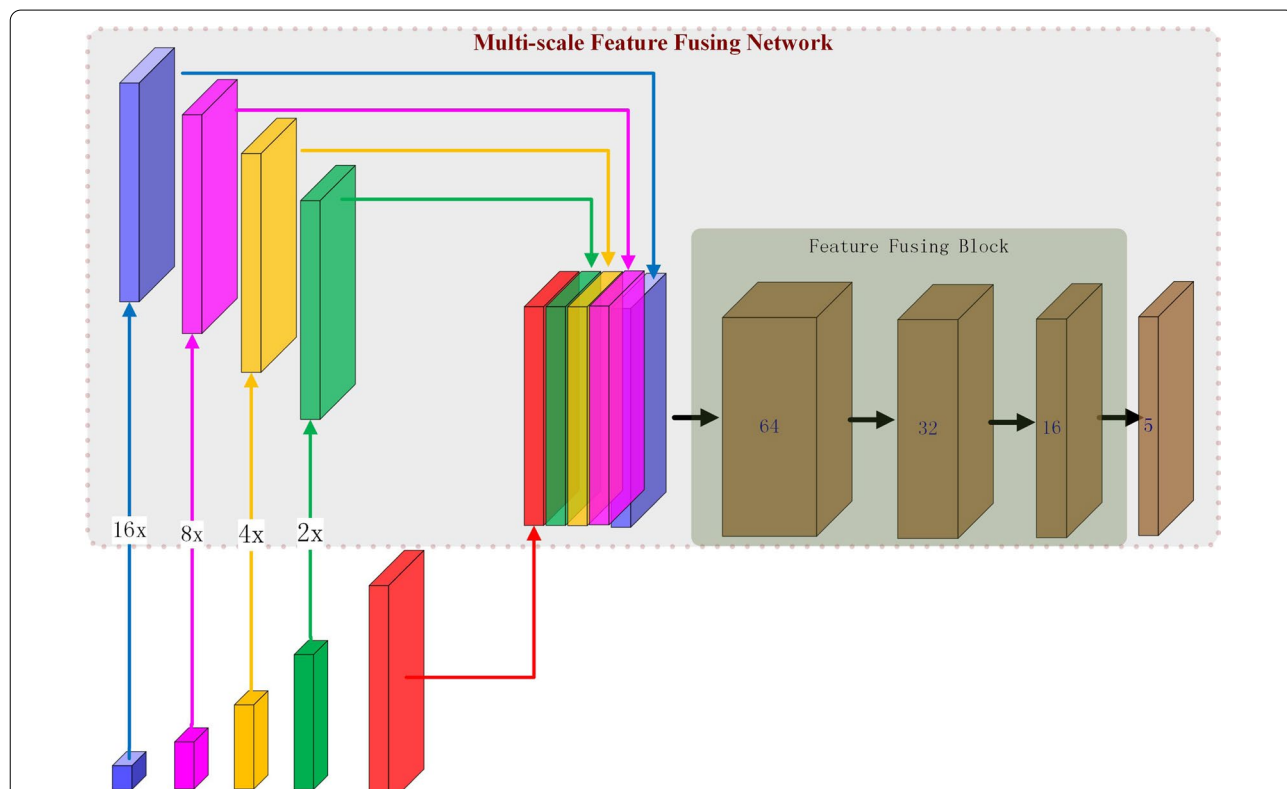 Multi-scale Feature Fusing Network
Feature Fusing Block
64
32
16
5
16x
8x
4x
2x